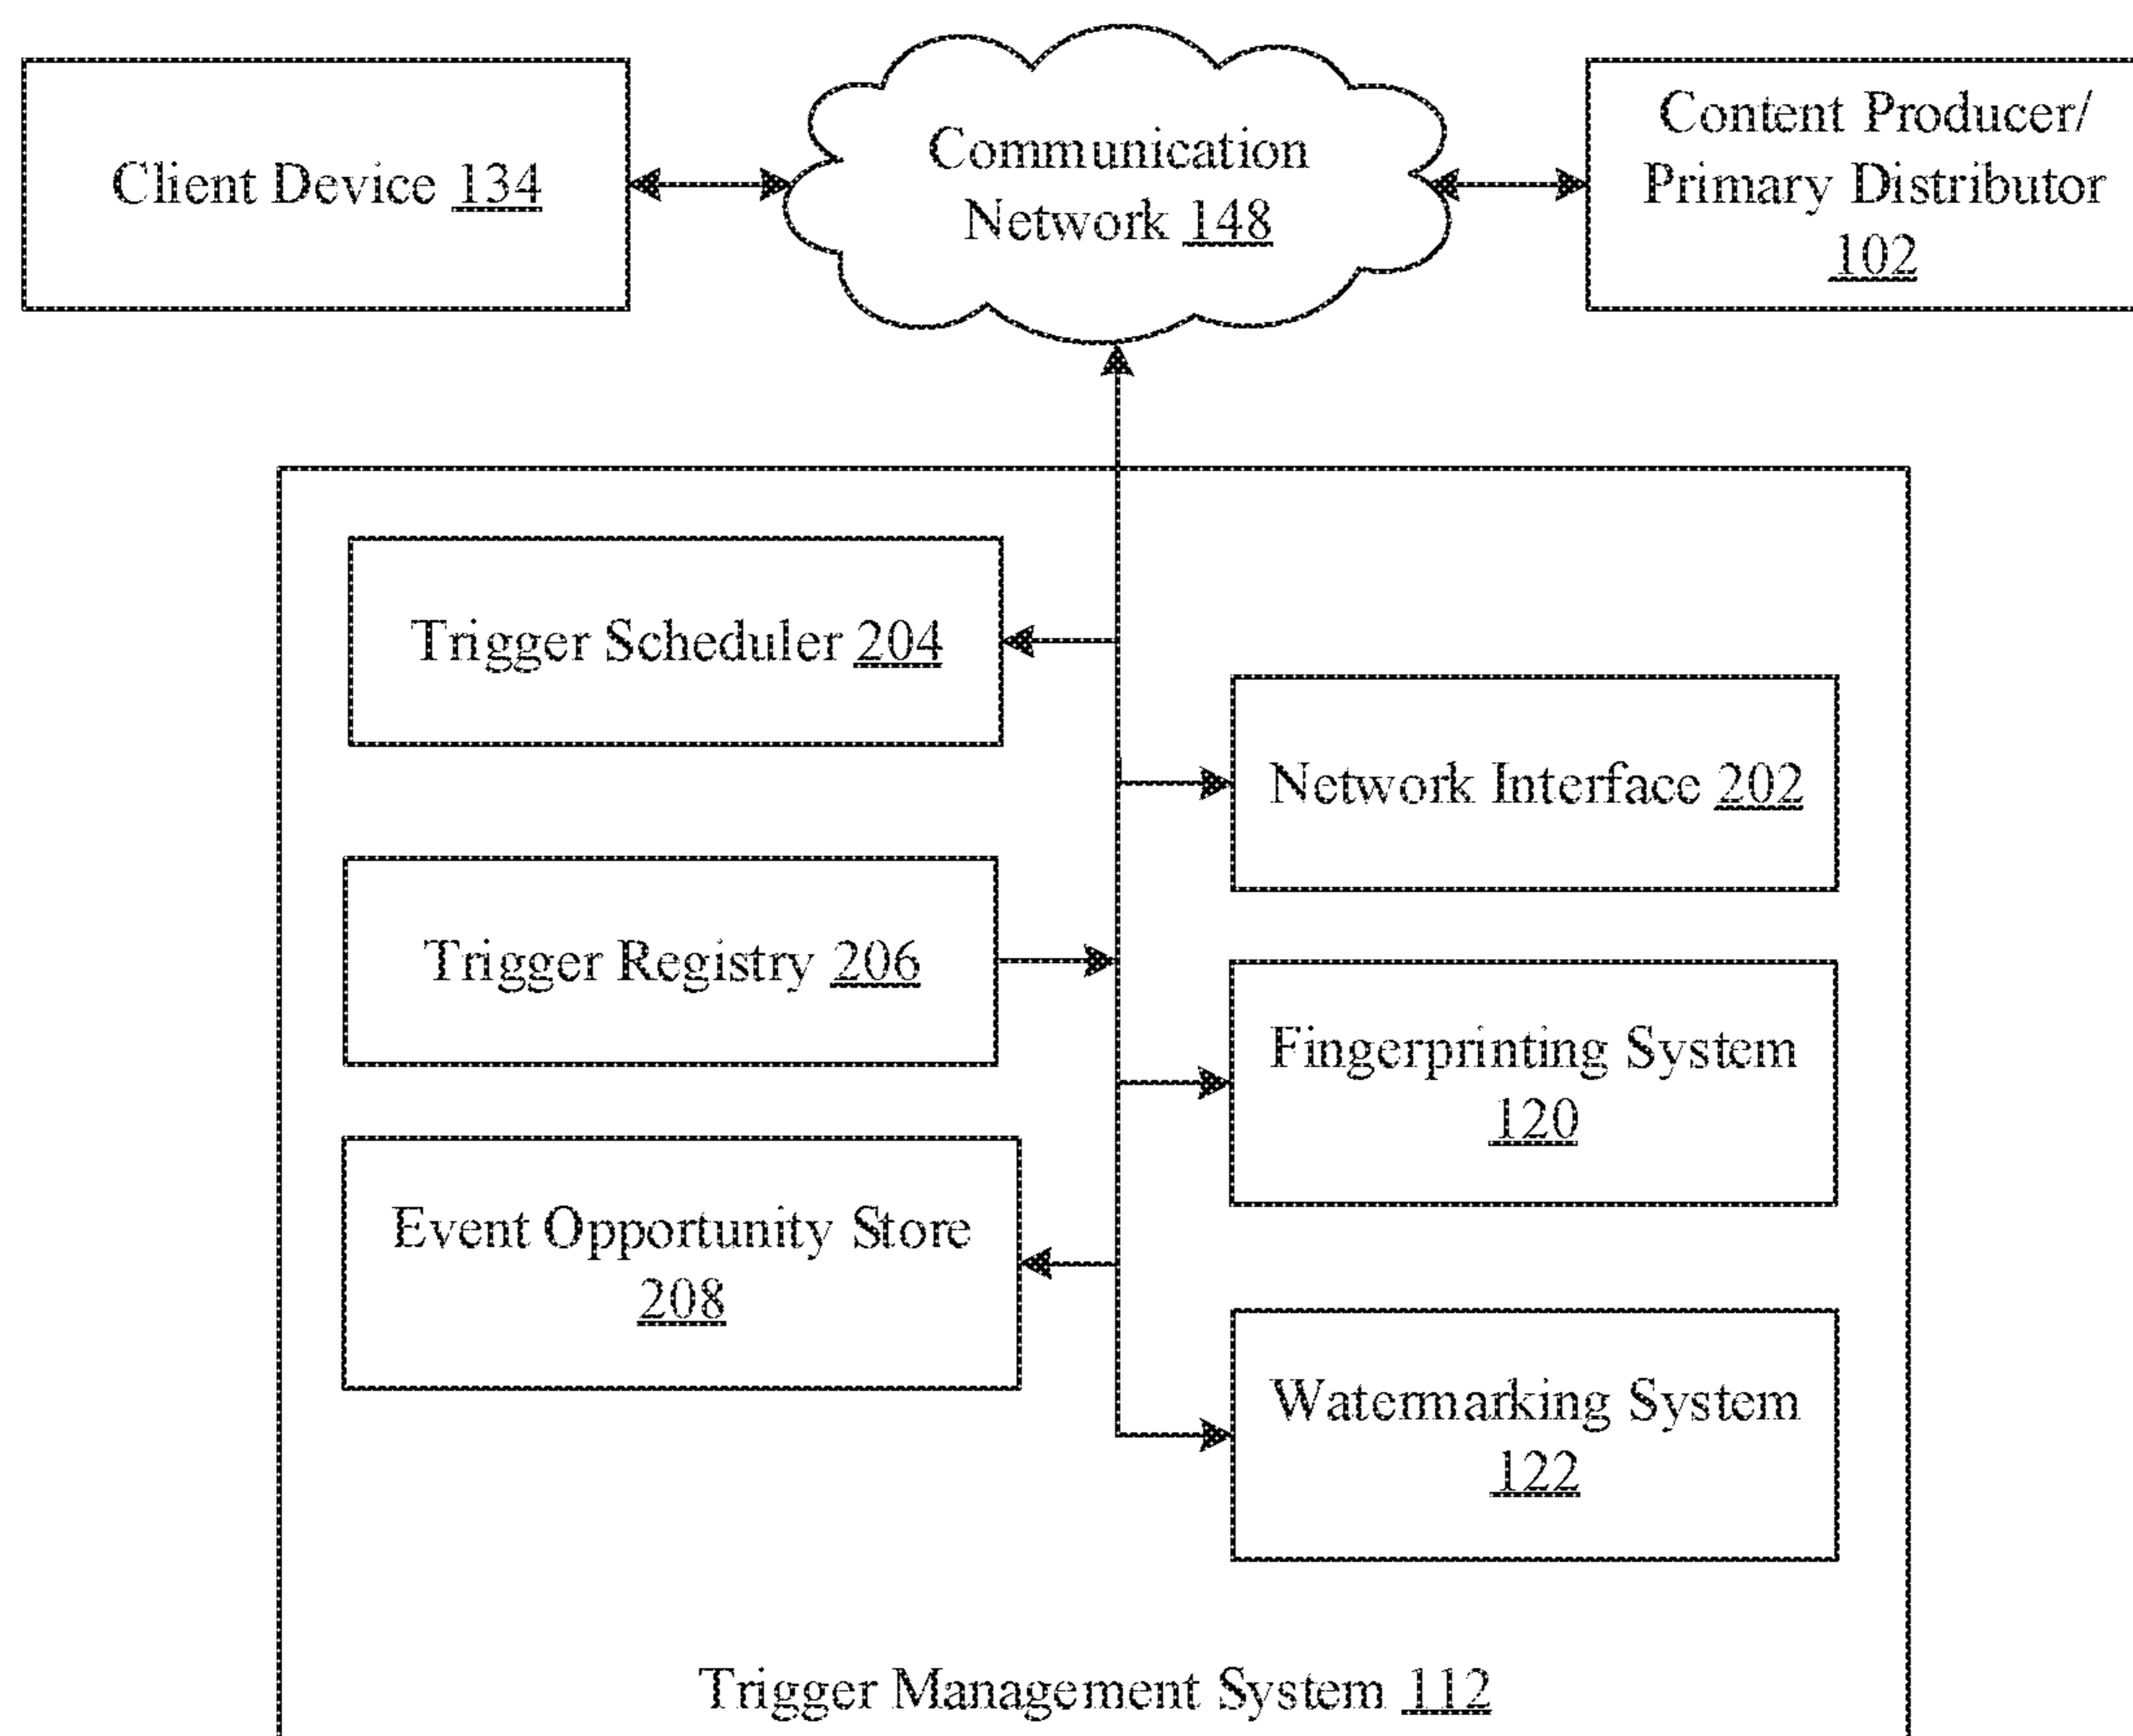 Client Device 134
Communication
Network 148
Content Producer/
Primary Distributor
102
Trigger Scheduler 204
Network Interface 202
Trigger Registry 206
Fingerprinting System
120
Event Opportunity Store
208
Watermarking System
122
Trigger Management System 112